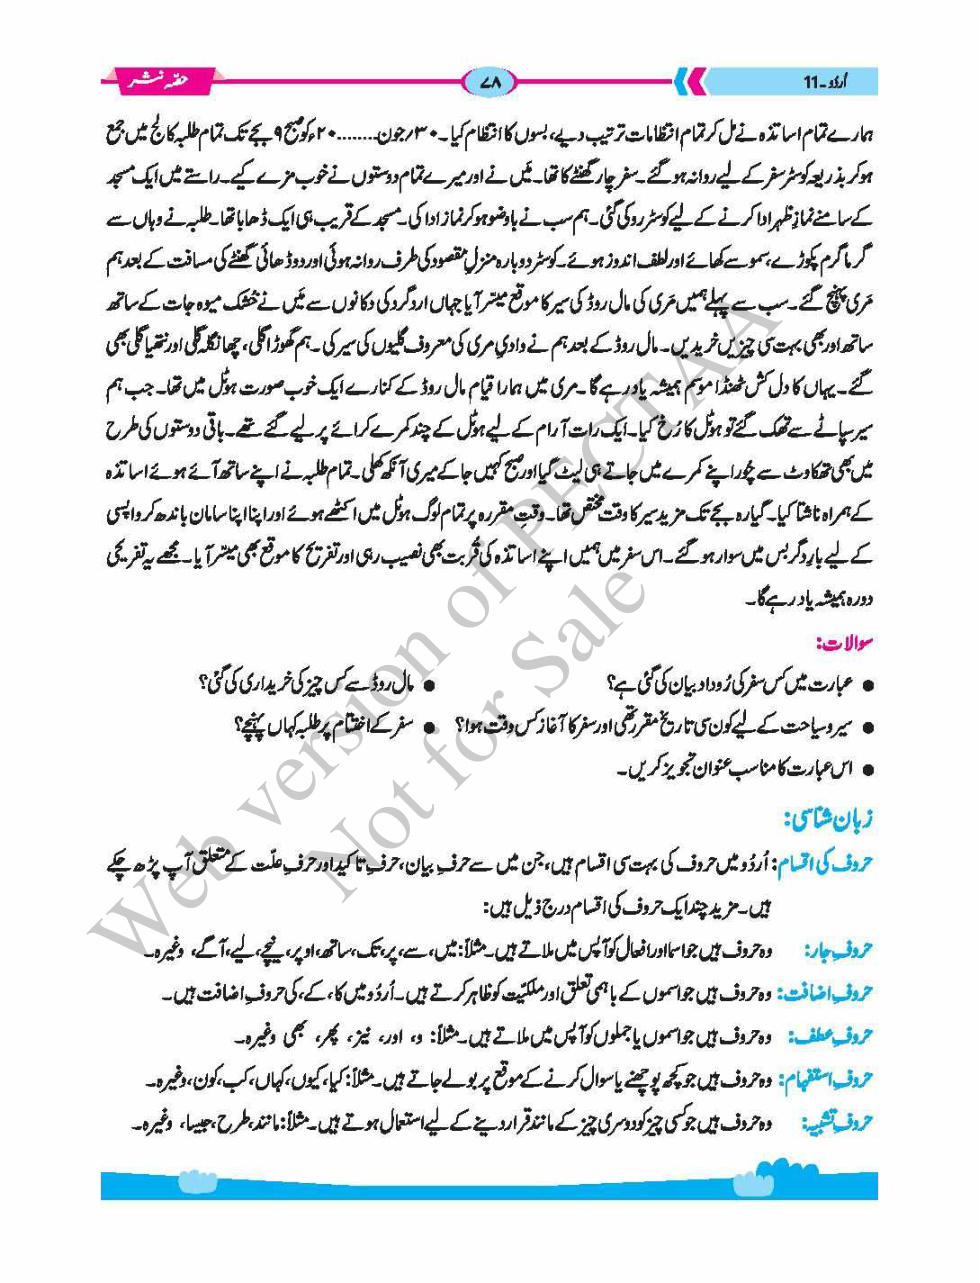 اُردُو۔11
۷۸
حصّہ نثر
ہمارے تمام اساتذہ نے مل کر تمام انتظامات ترتیب دیے، بسوں کا انتظام کیا۔ ۳۰/جون........۲۰ء کو صبح ۹ بجے تک تمام طلبہ کالج میں جمع
ہو کر بذریعہ کوسٹر سفر کے لیے روانہ ہو گئے۔ سفر چار گھنٹے کا تھا۔ مَیں نے اور میرے تمام دوستوں نے خوب مزے کیے۔ راستے میں ایک مسجد
کے سامنے نمازِ ظہر ادا کرنے کے لیے کوسٹر روکی گئی۔ ہم سب نے باوضو ہو کر نماز ادا کی۔ مسجد کے قریب ہی ایک ڈھابا تھا۔ طلبہ نے وہاں سے
گرما گرم پکوڑے، سموسے کھائے اور لطف اندوز ہوئے۔ کوسٹر دوبارہ منزلِ مقصود کی طرف روانہ ہوئی اور دو ڈھائی گھنٹے کی مسافت کے بعد ہم
مَری پہنچ گئے۔ سب سے پہلے ہمیں مَری کی مال روڈ کی سیر کا موقع میسّر آیا جہاں اردگرد کی دکانوں سے مَیں نے خشک میوہ جات کے ساتھ
ساتھ اور بھی بہت سی چیزیں خریدیں۔ مال روڈ کے بعد ہم نے وادیِ مری کی معروف گلیوں کی سیر کی۔ ہم گھوڑا گلی، چھانگلہ گلی اور نتھیا گلی بھی
گئے۔ یہاں کا دل کش ٹھنڈا موسم ہمیشہ یاد رہے گا۔ مری میں ہمارا قیام مال روڈ کے کنارے ایک خوب صورت ہوٹل میں تھا۔ جب ہم
سیر سپاٹے سے تھک گئے تو ہوٹل کا رُخ کیا۔ ایک رات آرام کے لیے ہوٹل کے چند کمرے کرائے پر لیے گئے تھے۔ باقی دوستوں کی طرح
میں بھی تھکاوٹ سے چُور اپنے کمرے میں جاتے ہی لیٹ گیا اور صبح کہیں جا کے میری آنکھ کھلی۔ تمام طلبہ نے اپنے ساتھ آئے ہوئے اساتذہ
کے ہمراہ ناشتا کیا۔ گیارہ بجے تک مزید سیر کا وقت مختص تھا۔ وقتِ مقررہ پر تمام لوگ ہوٹل میں اکٹھے ہوئے اور اپنا اپنا سامان باندھ کر واپسی
کے لیے بارِ دگر بس میں سوار ہو گئے۔ اس سفر میں ہمیں اپنے اساتذہ کی قُربت بھی نصیب رہی اور تفریح کا موقع بھی میسّر آیا۔ مجھے یہ تفریحی
دورہ ہمیشہ یاد رہے گا۔
سوالات:
● عبارت میں کس سفر کی رُوداد بیان کی گئی ہے؟ ● مال روڈ سے کس چیز کی خریداری کی گئی؟
● سیر و سیاحت کے لیے کون سی تاریخ مقرر تھی اور سفر کا آغاز کس وقت ہوا؟ ● سفر کے اختتام پر طلبہ کہاں پہنچے؟
● اس عبارت کا مناسب عنوان تجویز کریں۔
زبان شناسی:
حروف کی اقسام: اُردُو میں حروف کی بہت سی اقسام ہیں، جن میں سے حرفِ بیان، حرفِ تاکید اور حرفِ علّت کے متعلق آپ پڑھ چکے
ہیں۔ مزید چند ایک حروف کی اقسام درج ذیل ہیں:
حروفِ جار: وہ حروف ہیں جو اسما اور افعال کو آپس میں ملاتے ہیں۔ مثلاً: میں، سے، پر، تک، ساتھ، اوپر، نیچے، لیے، آگے، وغیرہ۔
حروفِ اضافت: وہ حروف ہیں جو اسموں کے باہمی تعلق اور ملکیّت کو ظاہر کرتے ہیں۔ اُردُو میں کا، کے، کی حروفِ اضافت ہیں۔
حروفِ عطف: وہ حروف ہیں جو اسموں یا جملوں کو آپس میں ملاتے ہیں۔ مثلاً: و، اور، نیز، پھر، بھی وغیرہ۔
حروفِ استفہام: وہ حروف ہیں جو کچھ پوچھنے یا سوال کرنے کے موقع پر بولے جاتے ہیں۔ مثلاً: کیا، کیوں، کہاں، کب، کون، وغیرہ۔
حروفِ تشبیہ: وہ حروف ہیں جو کسی چیز کو دوسری چیز کے مانند قرار دینے کے لیے استعمال ہوتے ہیں۔ مثلاً: مانند، طرح، جیسا، وغیرہ۔
Web version of PECTAA
Not for Sale